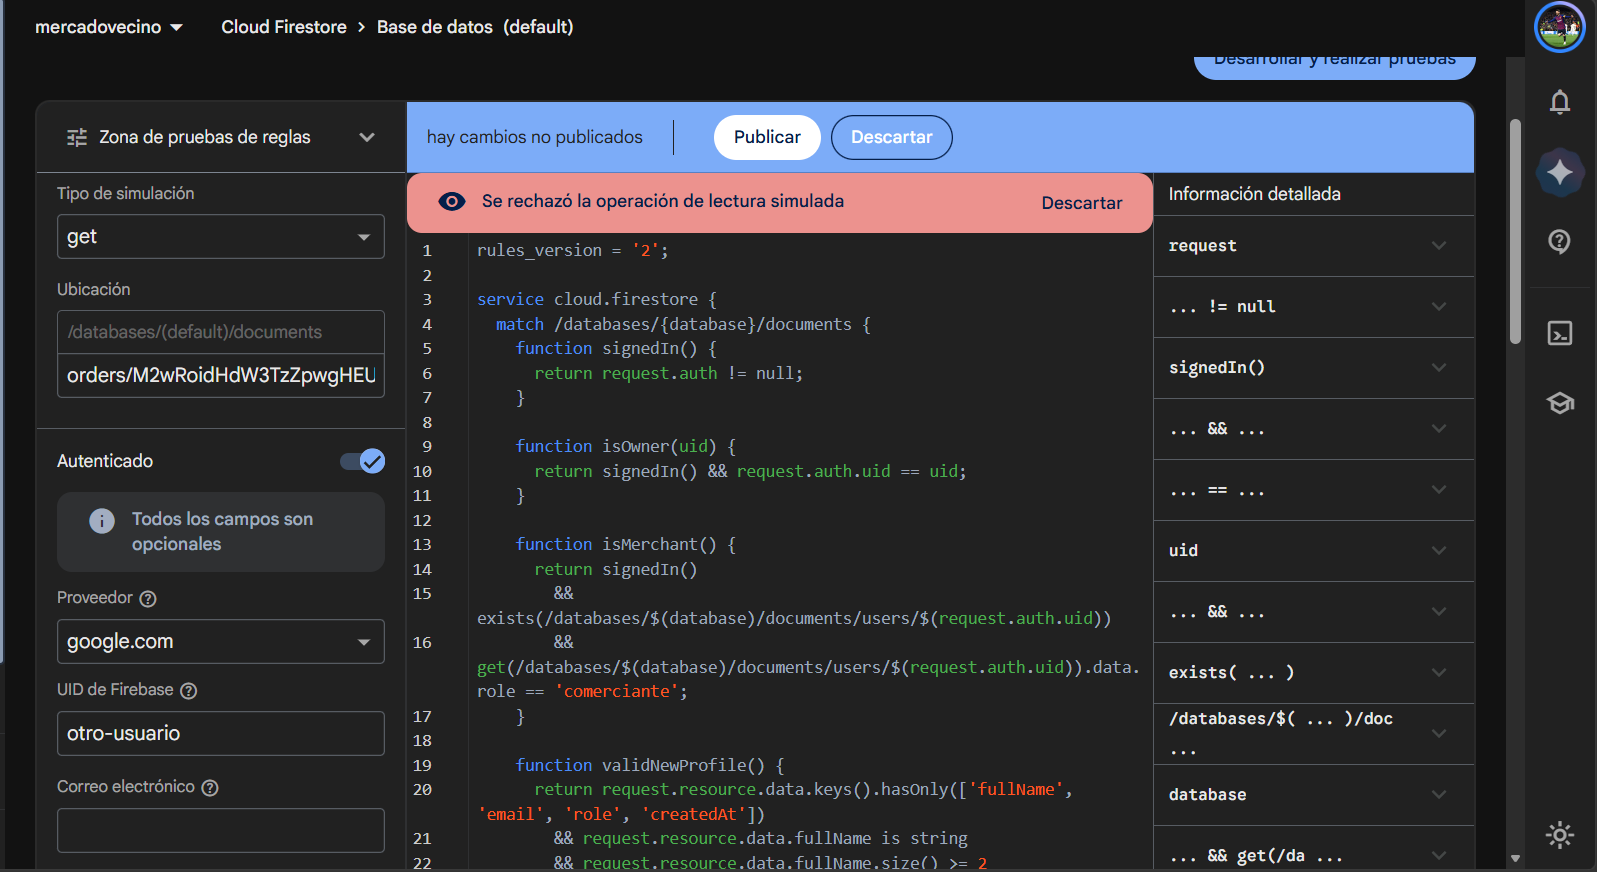 mercadovecino
Cloud Firestore > Base de datos (default)
Desarrollar y realizar pruebas
Zona de pruebas de reglas
hay cambios no publicados
Publicar
Descartar
Tipo de simulación
get
Ubicación
/databases/(default)/documents
orders/M2wRoidHdW3TzZpwgHEU
Autenticado
Todos los campos son
opcionales
Proveedor
google.com
UID de Firebase
otro-usuario
Correo electrónico
Se rechazó la operación de lectura simulada
Descartar
1 rules_version = '2';
2
3 service cloud.firestore {
4 match /databases/{database}/documents {
5 function signedIn() {
6 return request.auth != null;
7 }
8
9 function isOwner(uid) {
10 return signedIn() && request.auth.uid == uid;
11 }
12
13 function isMerchant() {
14 return signedIn()
15 &&
exists(/databases/$(database)/documents/users/$(request.auth.uid))
16 &&
get(/databases/$(database)/documents/users/$(request.auth.uid)).data.
role == 'comerciante';
17 }
18
19 function validNewProfile() {
20 return request.resource.data.keys().hasOnly(['fullName',
'email', 'role', 'createdAt'])
21 && request.resource.data.fullName is string
22 && request.resource.data.fullName.size() >= 2
Información detallada
request
... != null
signedIn()
... && ...
... == ...
uid
... && ...
exists( ... )
/databases/$( ... )/doc
...
database
... && get(/da ...